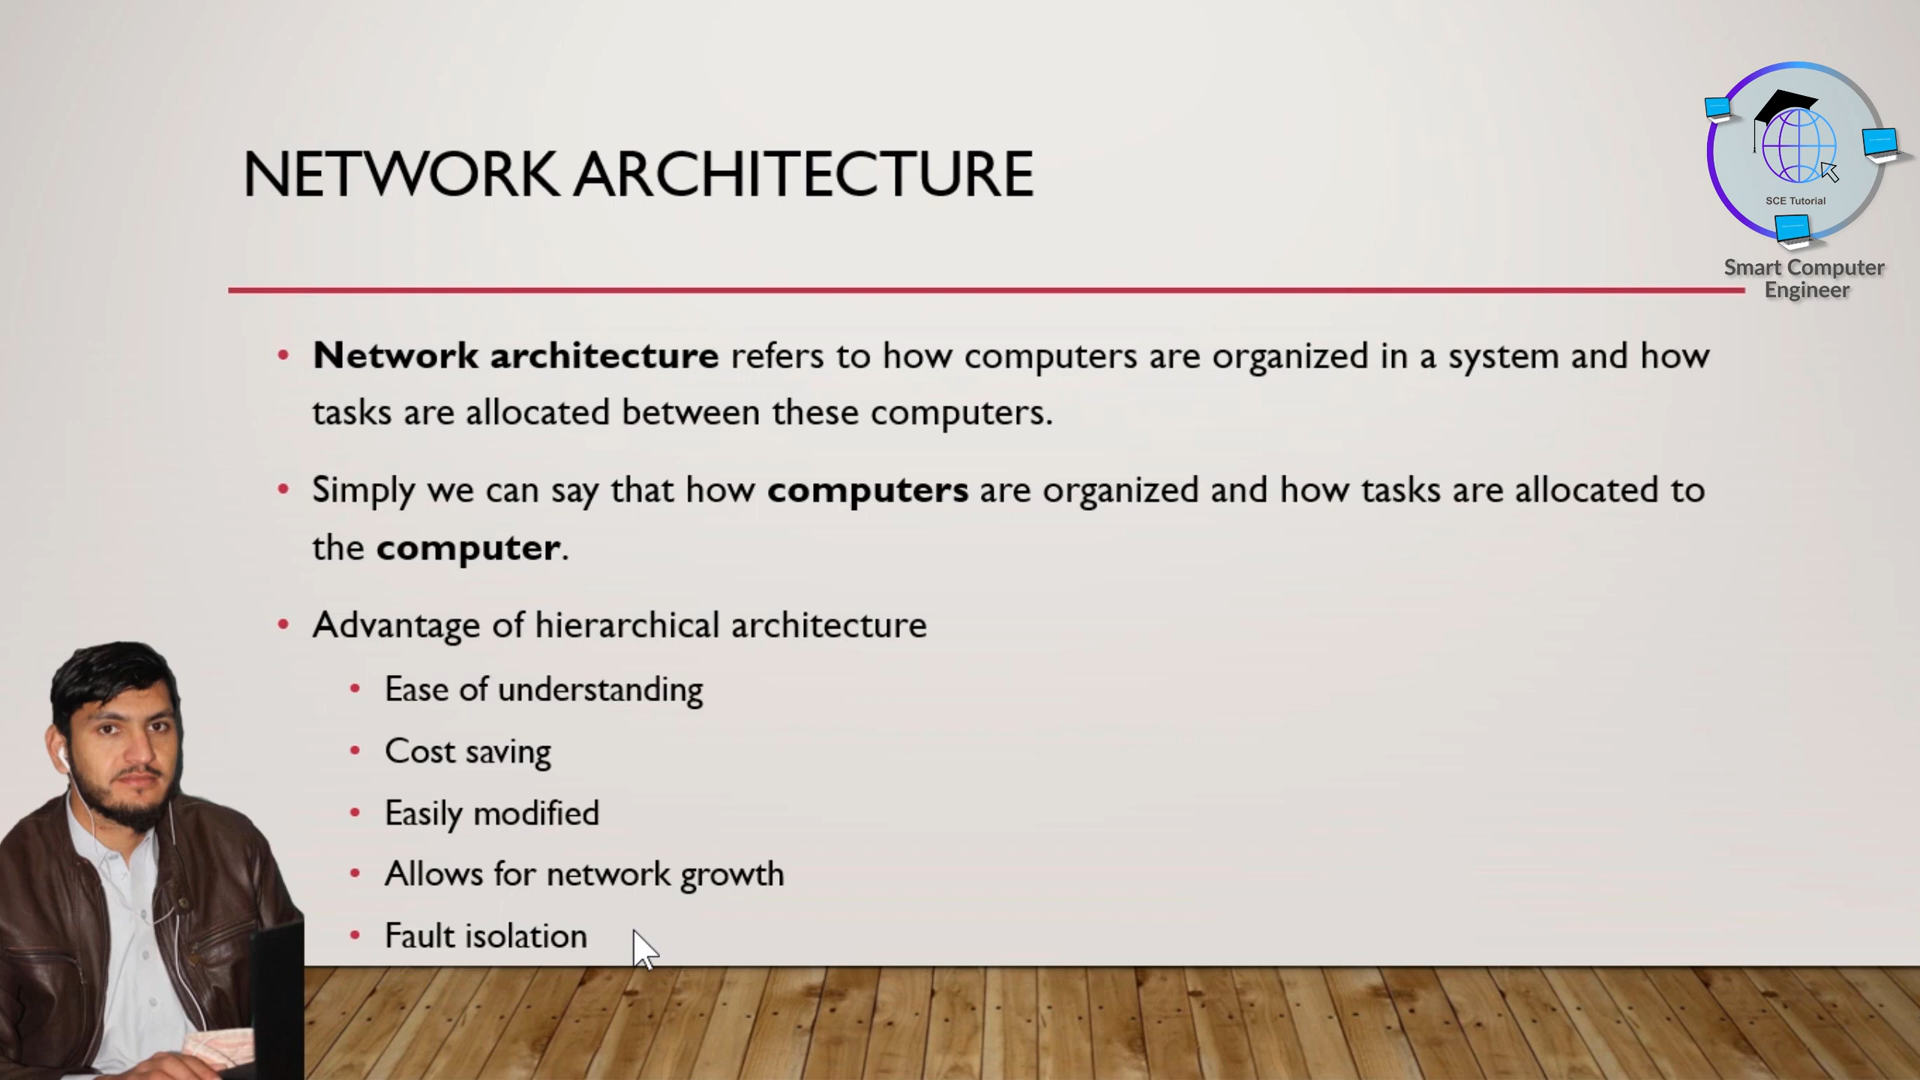 NETWORK ARCHITECTURE
SCE Tutorial
Smart Computer
Engineer
• Network architecture refers to how computers are organized in a system and how
tasks are allocated between these computers.
• Simply we can say that how computers are organized and how tasks are allocated to
the computer.
• Advantage of hierarchical architecture
• Ease of understanding
• Cost saving
• Easily modified
• Allows for network growth
• Fault isolation